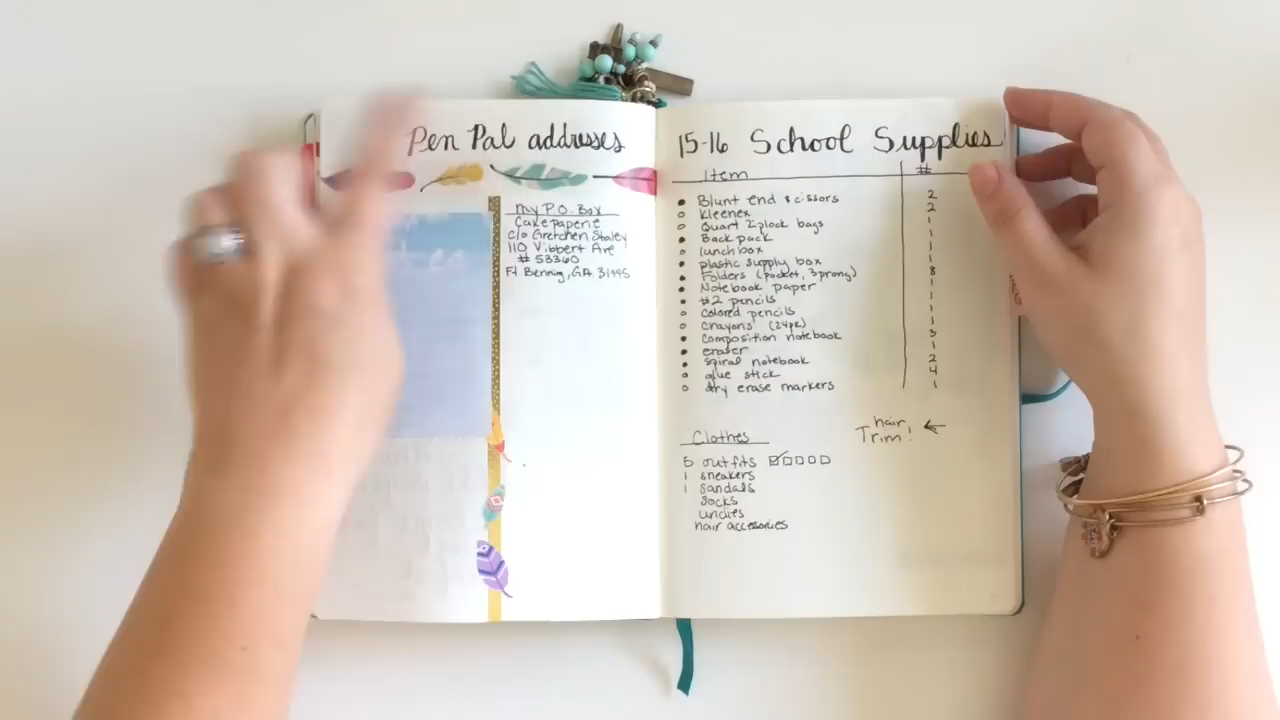 Pen Pal addresses
My P.O. Box
Cakepaperie
c/o Gretchen Staley
110 Vibbert Ave
# 53360
Ft Benning, GA 31995
15-16 School Supplies
Item #
Blunt end scissors 2
Kleenex 2
Quart ziplock bags 1
Back pack 1
lunch box 1
plastic supply box 1
Folders (pocket, 3 prong) 8
Notebook paper 1
#2 pencils 1
colored pencils 1
crayons (24pk) 1
composition notebook 3
eraser 1
spiral notebook 2
glue stick 4
dry erase markers 1
hair
Trim!
Clothes
5 outfits
1 sneakers
1 sandals
socks
undies
hair accessories